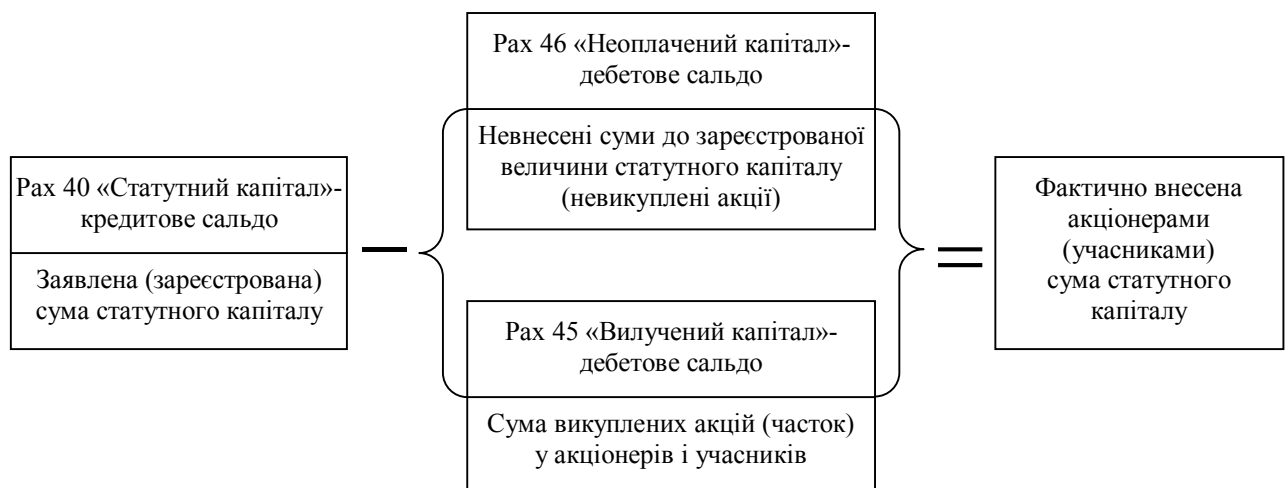 Рах 40 «Статутний капітал»-
кредитове сальдо
Заявлена (зареєстрована)
сума статутного капіталу
—
Рах 46 «Неоплачений капітал»-
дебетове сальдо
Невнесені суми до зареєстрованої
величини статутного капіталу
(невикуплені акції)
Рах 45 «Вилучений капітал»-
дебетове сальдо
Сума викуплених акцій (часток)
у акціонерів і учасників
=
Фактично внесена
акціонерами
(учасниками)
сума статутного
капіталу